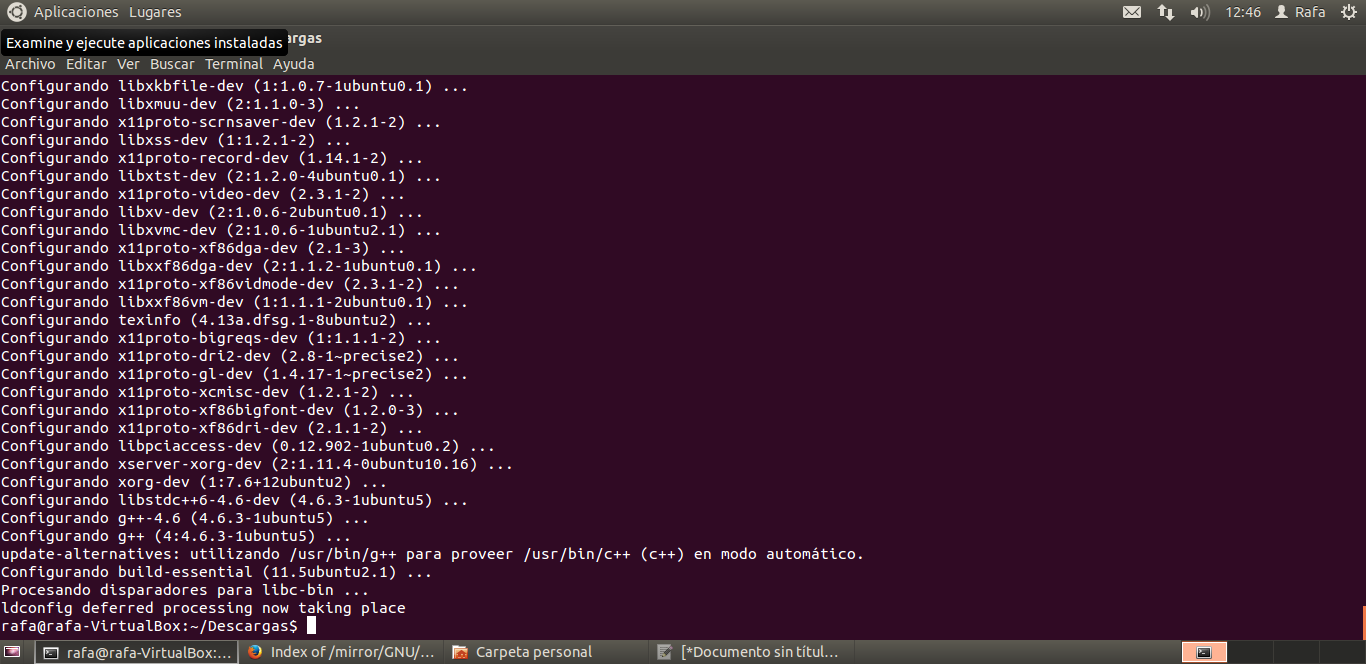 Aplicaciones Lugares 12:46 Rafa
Examine y ejecute aplicaciones instaladas argas
Archivo Editar Ver Buscar Terminal Ayuda
Configurando libxkbfile-dev (1:1.0.7-1ubuntu0.1) ...
Configurando libxmuu-dev (2:1.1.0-3) ...
Configurando x11proto-scrnsaver-dev (1.2.1-2) ...
Configurando libxss-dev (1:1.2.1-2) ...
Configurando x11proto-record-dev (1.14.1-2) ...
Configurando libxtst-dev (2:1.2.0-4ubuntu0.1) ...
Configurando x11proto-video-dev (2.3.1-2) ...
Configurando libxv-dev (2:1.0.6-2ubuntu0.1) ...
Configurando libxvmc-dev (2:1.0.6-1ubuntu2.1) ...
Configurando x11proto-xf86dga-dev (2.1-3) ...
Configurando libxxf86dga-dev (2:1.1.2-1ubuntu0.1) ...
Configurando x11proto-xf86vidmode-dev (2.3.1-2) ...
Configurando libxxf86vm-dev (1:1.1.1-2ubuntu0.1) ...
Configurando texinfo (4.13a.dfsg.1-8ubuntu2) ...
Configurando x11proto-bigreqs-dev (1:1.1.1-2) ...
Configurando x11proto-dri2-dev (2.8-1~precise2) ...
Configurando x11proto-gl-dev (1.4.17-1~precise2) ...
Configurando x11proto-xcmisc-dev (1.2.1-2) ...
Configurando x11proto-xf86bigfont-dev (1.2.0-3) ...
Configurando x11proto-xf86dri-dev (2.1.1-2) ...
Configurando libpciaccess-dev (0.12.902-1ubuntu0.2) ...
Configurando xserver-xorg-dev (2:1.11.4-0ubuntu10.16) ...
Configurando xorg-dev (1:7.6+12ubuntu2) ...
Configurando libstdc++6-4.6-dev (4.6.3-1ubuntu5) ...
Configurando g++-4.6 (4.6.3-1ubuntu5) ...
Configurando g++ (4:4.6.3-1ubuntu5) ...
update-alternatives: utilizando /usr/bin/g++ para proveer /usr/bin/c++ (c++) en modo automático.
Configurando build-essential (11.5ubuntu2.1) ...
Procesando disparadores para libc-bin ...
ldconfig deferred processing now taking place
rafa@rafa-VirtualBox:~/Descargas$
rafa@rafa-VirtualBox:... Index of /mirror/GNU/... Carpeta personal [*Documento sin títul...